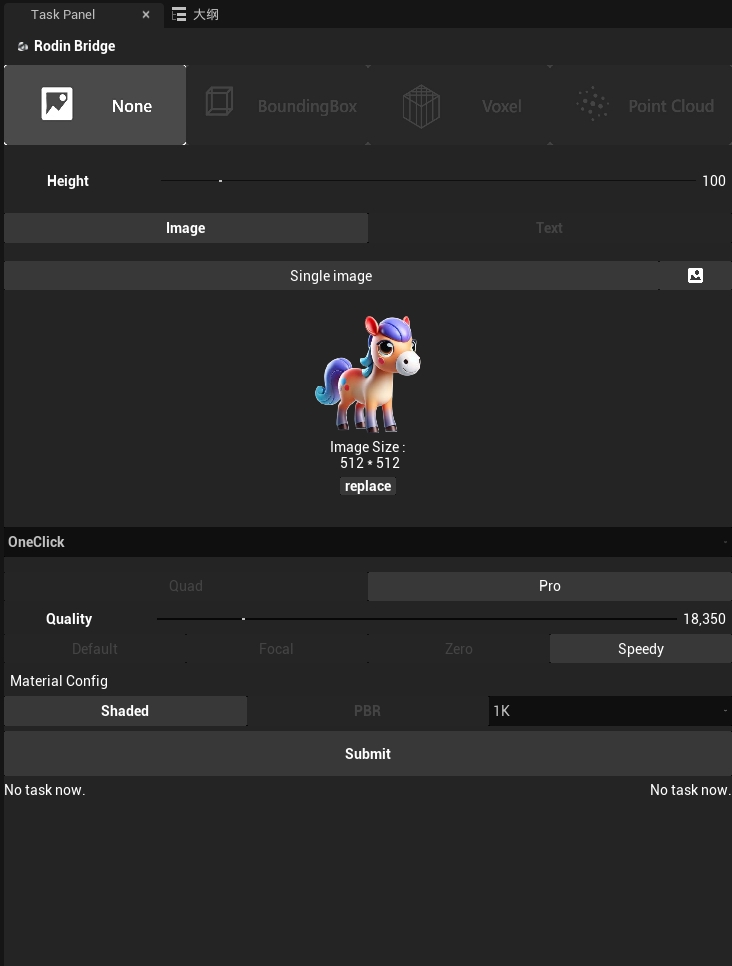 Task Panel
大纲
Rodin Bridge
None
BoundingBox
Voxel
Point Cloud
Height
100
Image
Text
Single image
Image Size :
512 * 512
replace
OneClick
Quad
Pro
Quality
18,350
Default
Focal
Zero
Speedy
Material Config
Shaded
PBR
1K
Submit
No task now.
No task now.